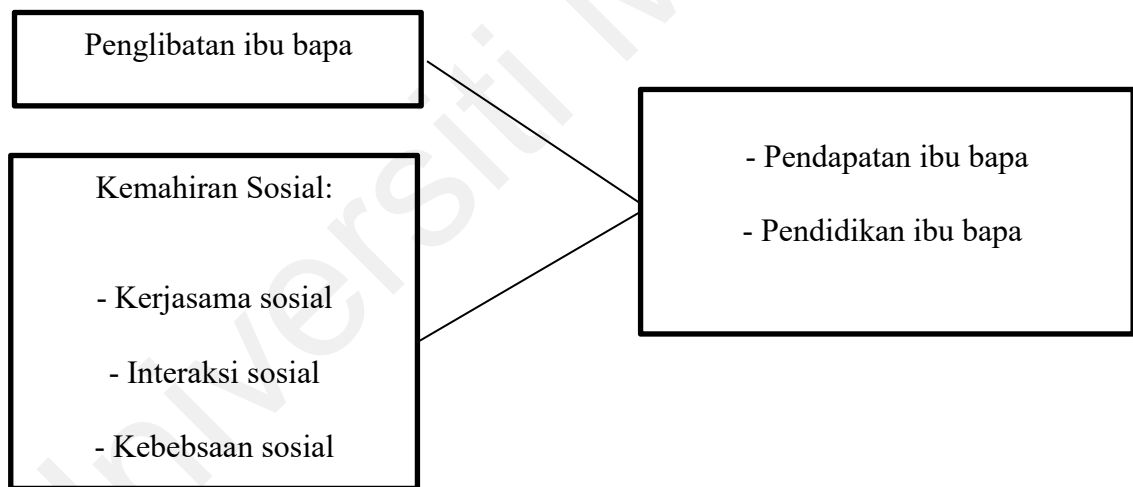 Penglibatan ibu bapa
Kemahiran Sosial:
- Kerjasama sosial
- Interaksi sosial
- Kebebsaan sosial
- Pendapatan ibu bapa
- Pendidikan ibu bapa